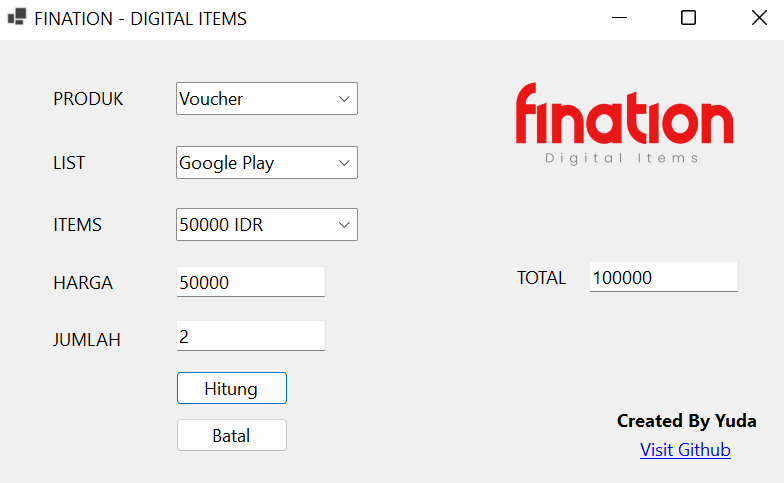 FINATION - DIGITAL ITEMS
PRODUK Voucher
fination
Digital Items
LIST Google Play
ITEMS 50000 IDR
HARGA 50000
TOTAL 100000
JUMLAH 2
Hitung
Batal
Created By Yuda
Visit Github